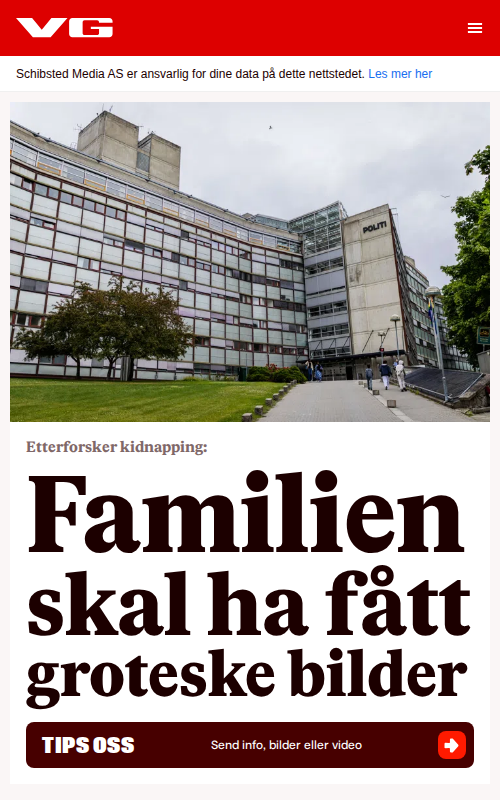 VG
Schibsted Media AS er ansvarlig for dine data på dette nettstedet. Les mer her
POLITI
Etterforsker kidnapping:
Familien
skal ha fått
groteske bilder
TIPS OSS
Send info, bilder eller video